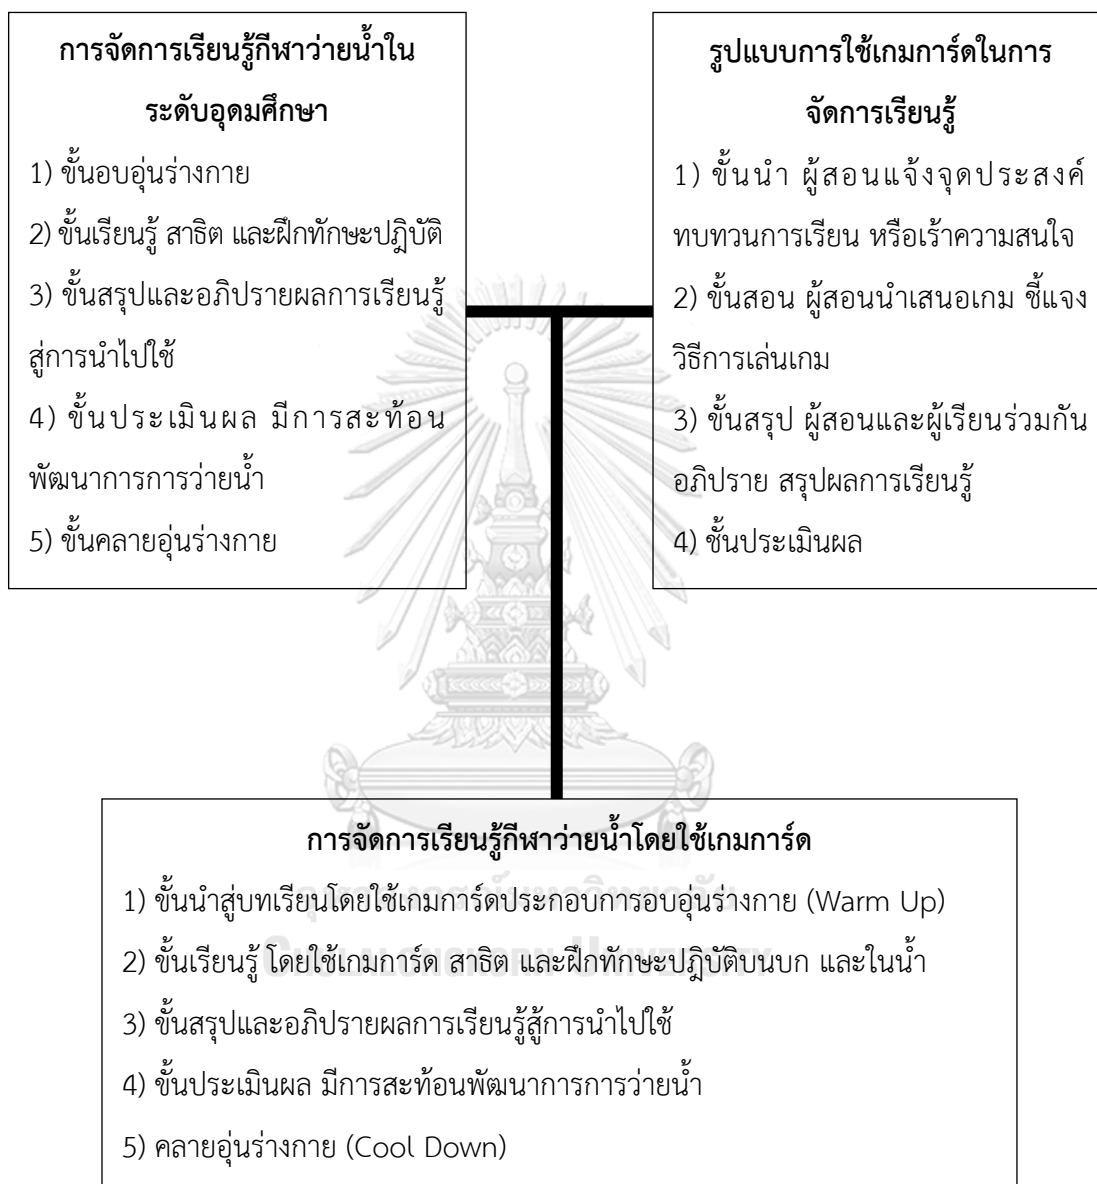 การจัดการเรียนรู้กีฬาว่ายน้ำใน
ระดับอุดมศึกษา
1) ขั้นอบอุ่นร่างกาย
2) ขั้นเรียนรู้ สาธิต และฝึกทักษะปฏิบัติ
3) ขั้นสรุปและอภิปรายผลการเรียนรู้
สู่การนำไปใช้
4) ขั้นประเมินผล มีการสะท้อน
พัฒนาการการว่ายน้ำ
5) ขั้นคลายอุ่นร่างกาย
รูปแบบการใช้เกมการ์ดในการ
จัดการเรียนรู้
1) ขั้นนำ ผู้สอนแจ้งจุดประสงค์
ทบทวนการเรียน หรือเร้าความสนใจ
2) ขั้นสอน ผู้สอนนำเสนอเกม ชี้แจง
วิธีการเล่นเกม
3) ขั้นสรุป ผู้สอนและผู้เรียนร่วมกัน
อภิปราย สรุปผลการเรียนรู้
4) ชั้นประเมินผล
การจัดการเรียนรู้กีฬาว่ายน้ำโดยใช้เกมการ์ด
1) ขั้นนำสู่บทเรียนโดยใช้เกมการ์ดประกอบการอบอุ่นร่างกาย (Warm Up)
จุฬาลงกรณ์มหาวิทยาลัย
2) ขั้นเรียนรู้ โดยใช้เกมการ์ด สาธิต และฝึกทักษะปฏิบัติบนบก และในน้ำ
CHULALONGKORN UNIVERSITY
3) ขั้นสรุปและอภิปรายผลการเรียนรู้สู้การนำไปใช้
4) ขั้นประเมินผล มีการสะท้อนพัฒนาการการว่ายน้ำ
5) คลายอุ่นร่างกาย (Cool Down)